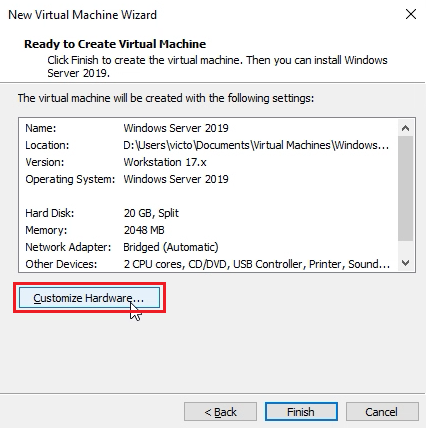 New Virtual Machine Wizard
Ready to Create Virtual Machine
Click Finish to create the virtual machine. Then you can install Windows
Server 2019.
The virtual machine will be created with the following settings:
Name: Windows Server 2019
Location: D:\Users\victo\Documents\Virtual Machines\Windows...
Version: Workstation 17.x
Operating System: Windows Server 2019
Hard Disk: 20 GB, Split
Memory: 2048 MB
Network Adapter: Bridged (Automatic)
Other Devices: 2 CPU cores, CD/DVD, USB Controller, Printer, Soun...
Customize Hardware...
< Back Finish Cancel